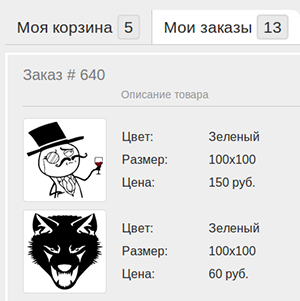 Моя корзина 5 Мои заказы 13
Заказ # 640
Описание товара
Цвет: Зеленый
Размер: 100x100
Цена: 150 руб.
Цвет: Зеленый
Размер: 100x100
Цена: 60 руб.